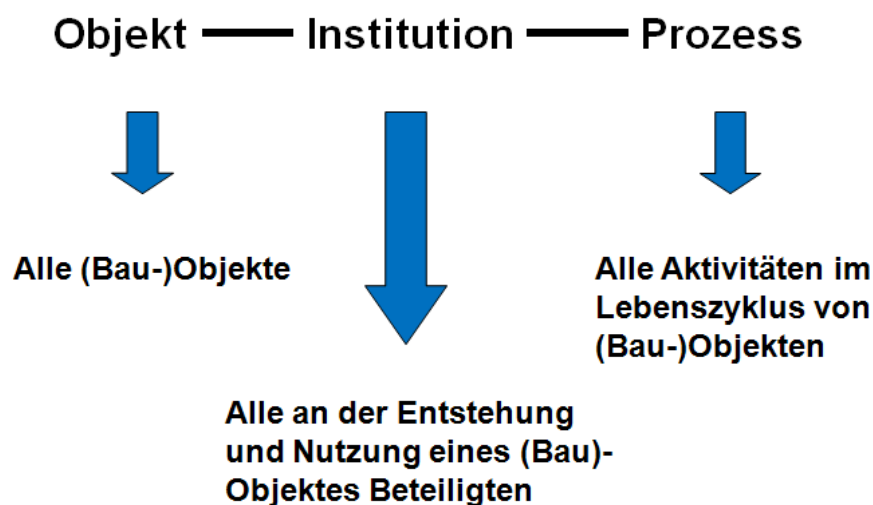 Objekt Institution Prozess
Alle (Bau-)Objekte
Alle Aktivitäten im
Lebenszyklus von
(Bau-)Objekten
Alle an der Entstehung
und Nutzung eines (Bau)-
Objektes Beteiligten